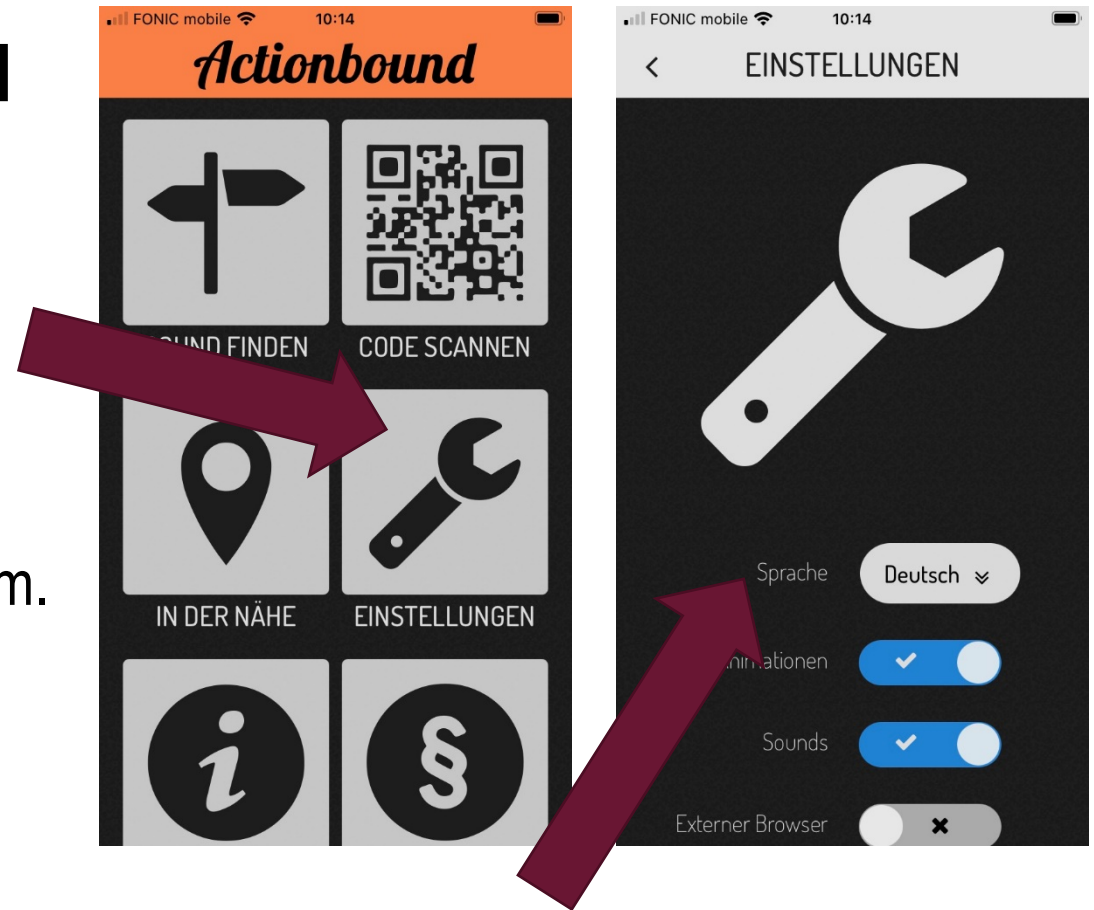 FONIC mobile 10:14
Actionbound
FINDEN
CODE SCANNEN
IN DER NÄHE
EINSTELLUNGEN
i
§
m.
FONIC mobile 10:14
EINSTELLUNGEN
Sprache
Deutsch
Sounds
Externer Browser